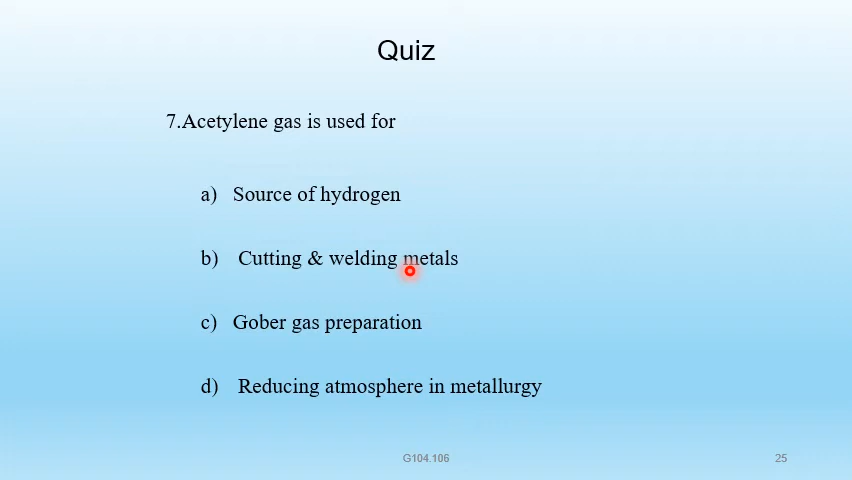 Quiz
7.Acetylene gas is used for
a) Source of hydrogen
b) Cutting & welding metals
c) Gober gas preparation
d) Reducing atmosphere in metallurgy
G104.106
25